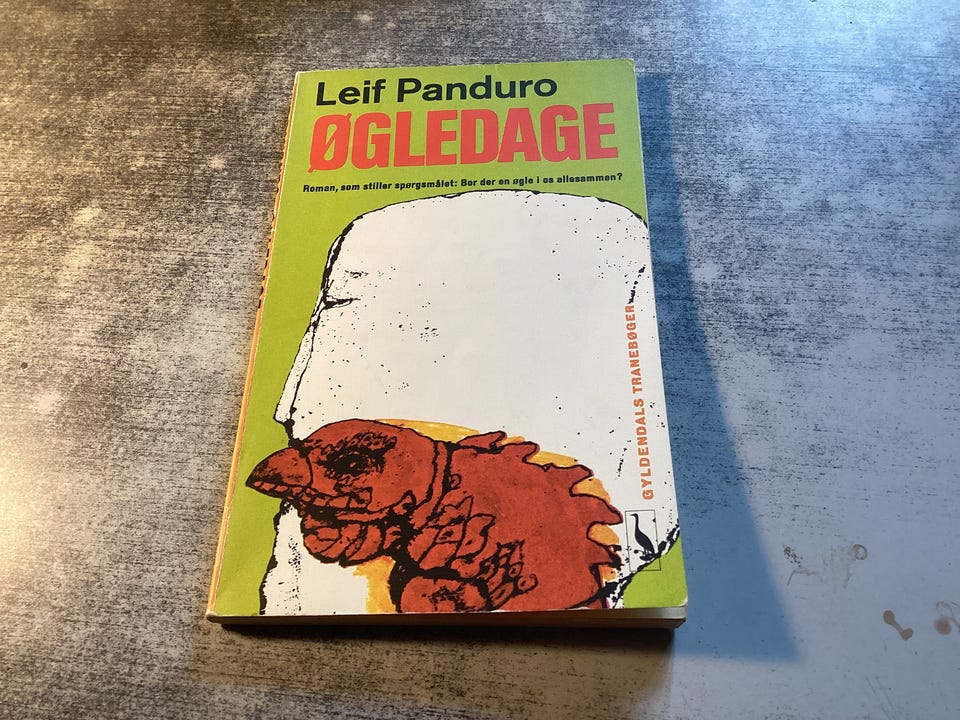 Leif Panduro
ØGLEDAGE
Roman, som stiller spørgsmålet: Bor der en øgle i os allesammen?
GYLDENDALS TRANEBØGER